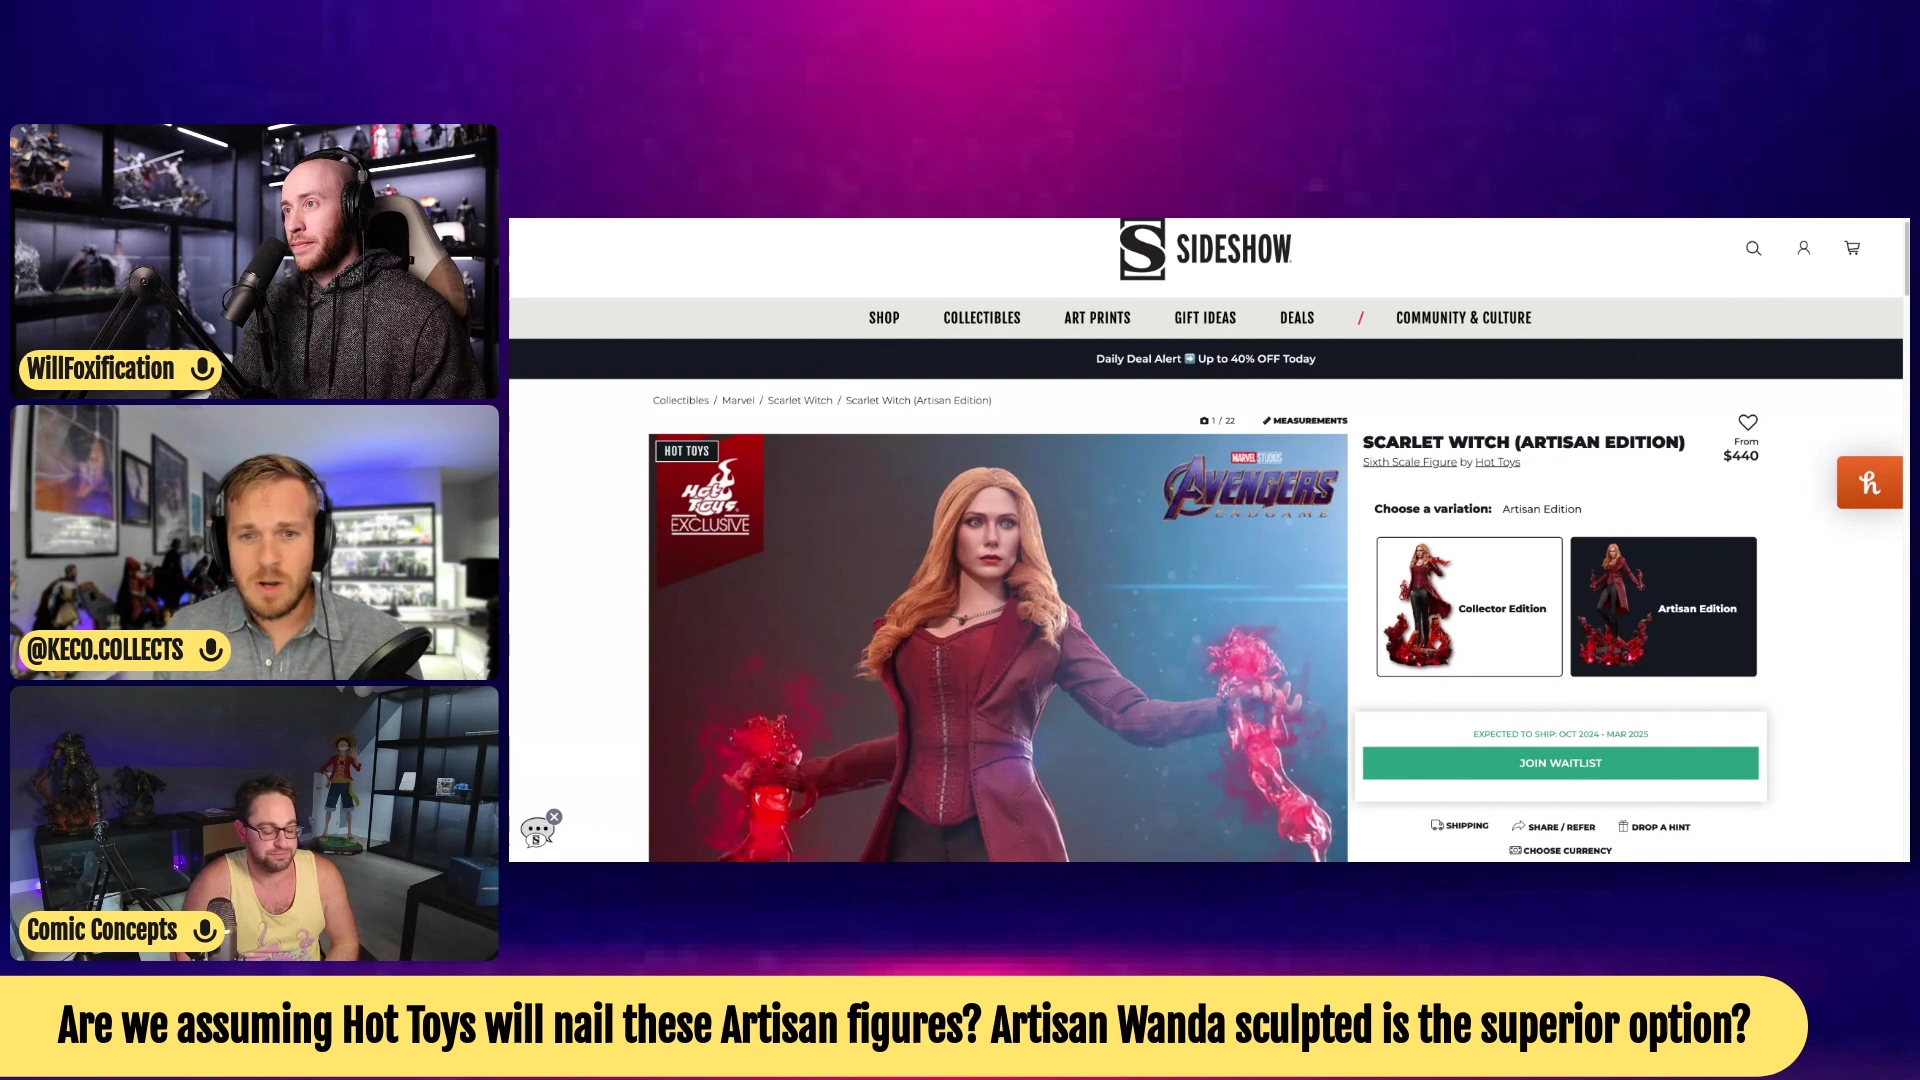 WillFoxification
@KECO.COLLECTS
Comic Concepts
S SIDESHOW
SHOP COLLECTIBLES ART PRINTS GIFT IDEAS DEALS / COMMUNITY & CULTURE
Daily Deal Alert ➡️ Up to 40% OFF Today
Collectibles / Marvel / Scarlet Witch / Scarlet Witch (Artisan Edition)
1 / 22 MEASUREMENTS
HOT TOYS
Hot Toys
EXCLUSIVE
MARVEL STUDIOS
AVENGERS
ENDGAME
SCARLET WITCH (ARTISAN EDITION)
From
$440
Sixth Scale Figure by Hot Toys
Choose a variation: Artisan Edition
Collector Edition
Artisan Edition
EXPECTED TO SHIP: OCT 2024 - MAR 2025
JOIN WAITLIST
SHIPPING SHARE / REFER DROP A HINT
CHOOSE CURRENCY
h
S
Are we assuming Hot Toys will nail these Artisan figures? Artisan Wanda sculpted is the superior option?